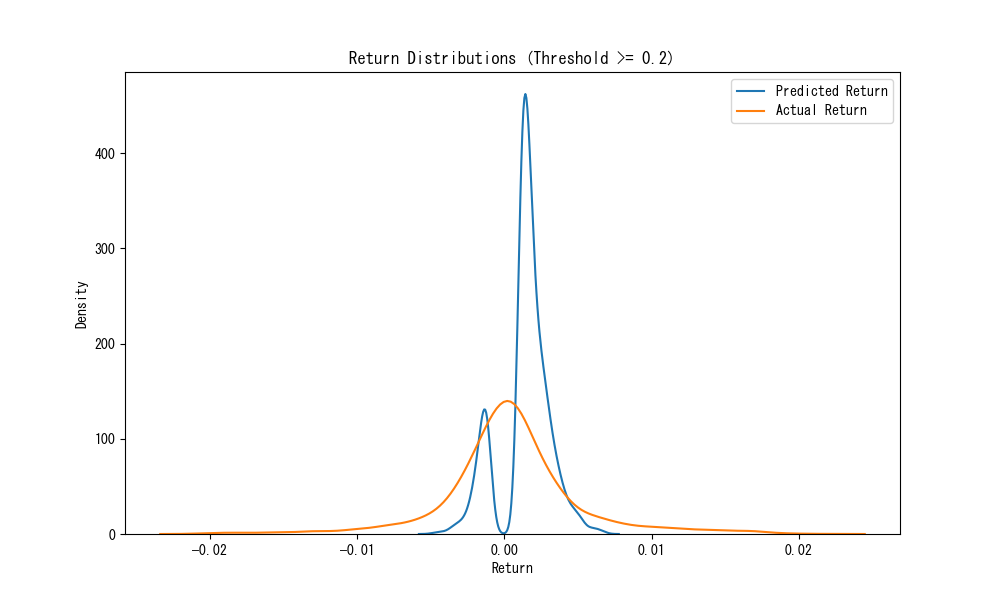 Return Distributions (Threshold >= 0.2)
Predicted Return
Actual Return
400
300
200
100
0
Density
−0.02
−0.01
0.00
0.01
0.02
Return